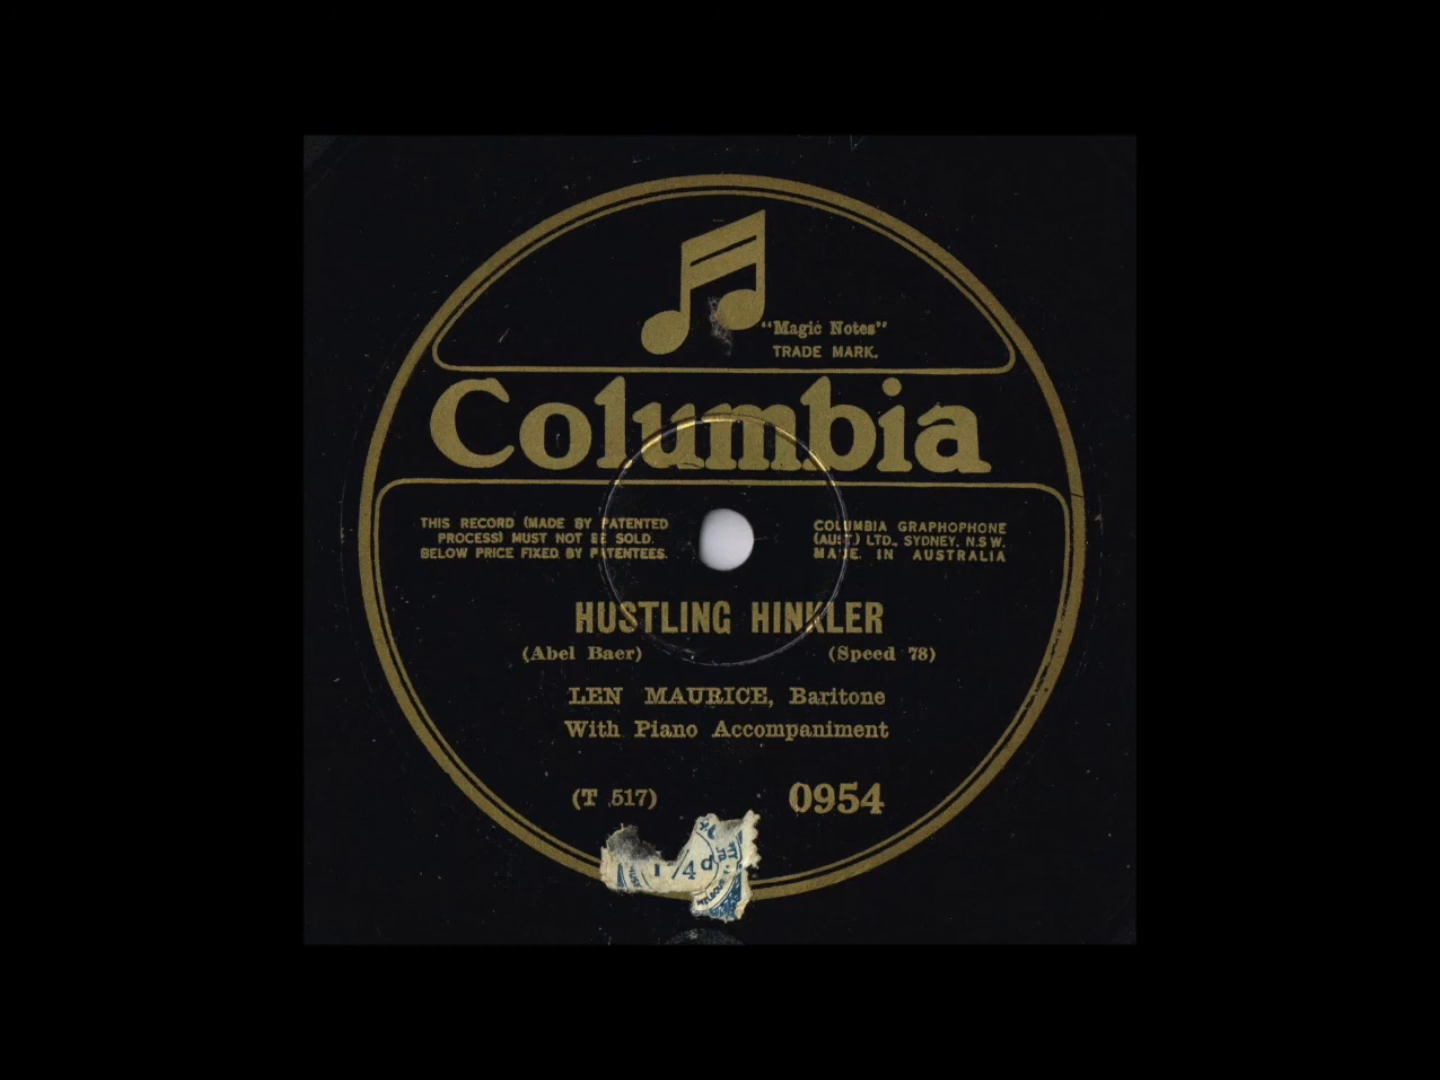 "Magic Notes"
TRADE MARK.
Columbia
THIS RECORD (MADE BY PATENTED
PROCESS) MUST NOT BE SOLD
BELOW PRICE FIXED BY PATENTEES.
COLUMBIA GRAPHOPHONE
(AUST.) LTD., SYDNEY, N.S.W.
MADE IN AUSTRALIA
HUSTLING HINKLER
(Abel Baer) (Speed 78)
LEN MAURICE, Baritone
With Piano Accompaniment
(T 517) 0954
1/4d